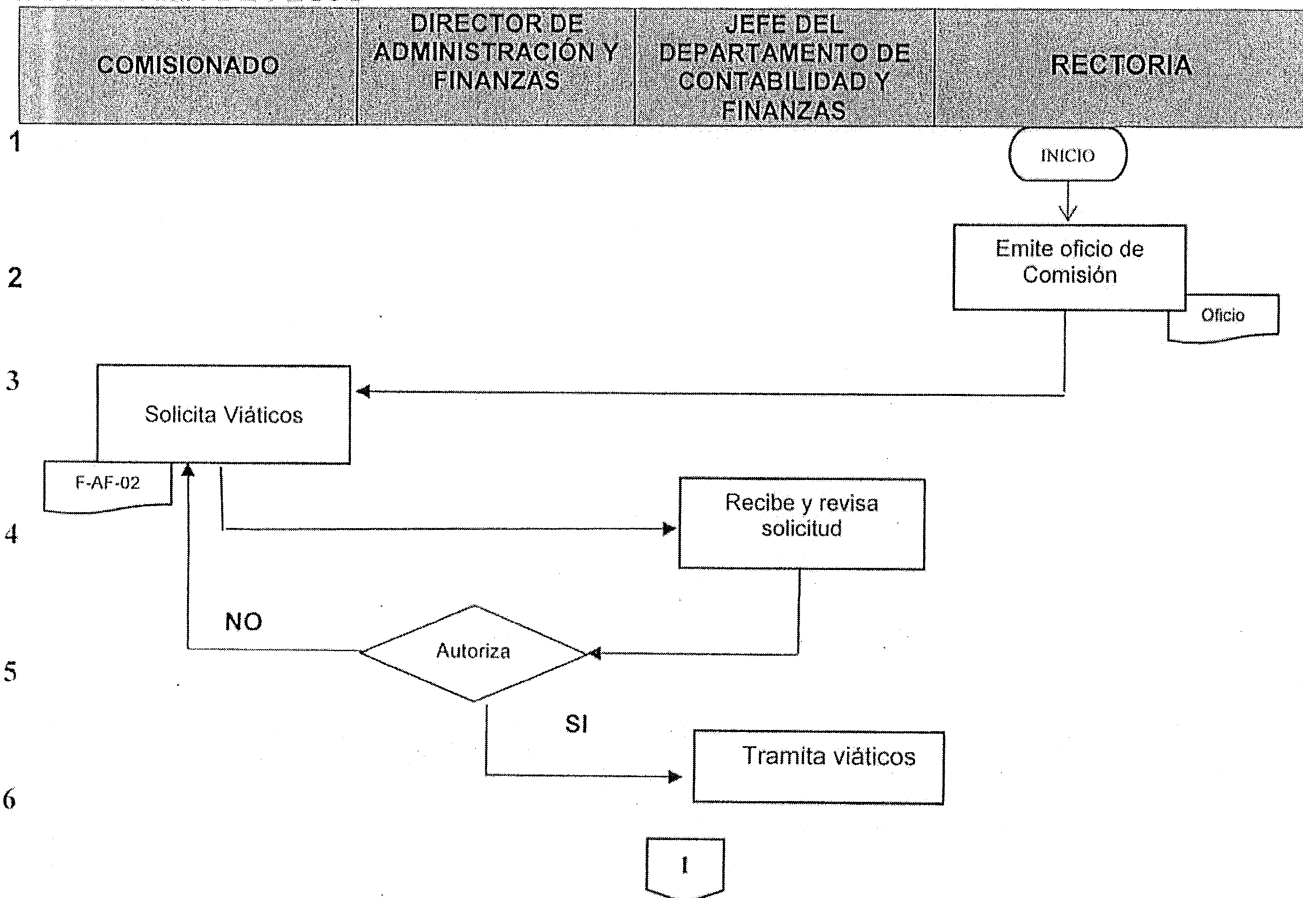 COMISIONADO
DIRECTOR DE
ADMINISTRACIÓN Y
FINANZAS
JEFE DEL
DEPARTAMENTO DE
CONTABILIDAD Y
FINANZAS
RECTORIA
1
INICIO
Emite oficio de
Comisión
2
Oficio
3
Solicita Viáticos
F-AF-02
Recibe y revisa
solicitud
4
NO
Autoriza
5
SI
Tramita viáticos
6
1